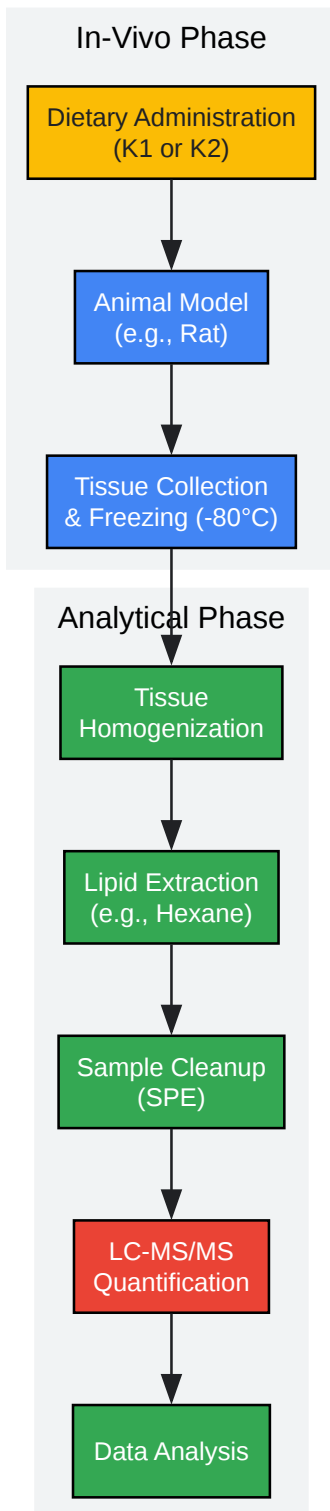 In-Vivo Phase
Dietary Administration
(K1 or K2)
Animal Model
(e.g., Rat)
Tissue Collection
& Freezing (-80°C)
Analytical Phase
Tissue
Homogenization
Lipid Extraction
(e.g., Hexane)
Sample Cleanup
(SPE)
LC-MS/MS
Quantification
Data Analysis